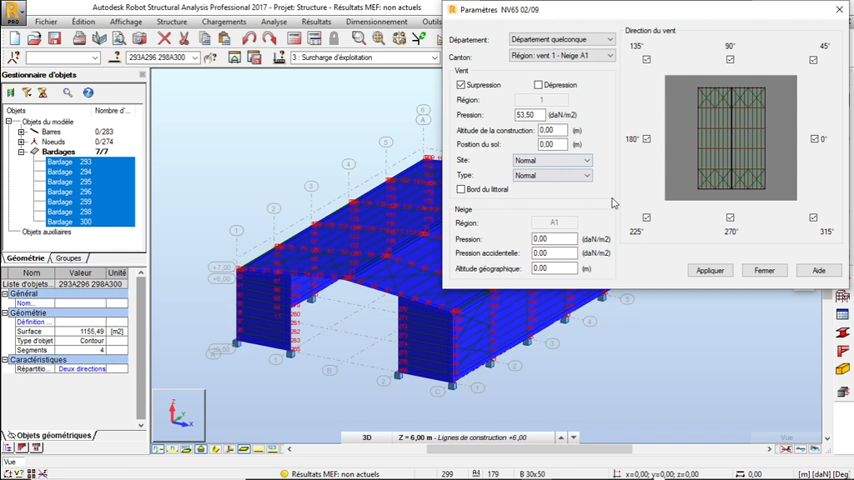 Autodesk Robot Structural Analysis Professional 2017 - Projet: Structure - Résultats MEF: non actuels
PRO
Fichier Édition Affichage Structure Chargements Analyse Résultats Dimensionnement Outils
293A296 298A300
3 : Surcharge d'exploitation
Gestionnaire d'objets
Objets Nombre d'...
Objets du modèle
Barres 0/283
Noeuds 0/274
Bardages 7/7
Bardage 293
Bardage 294
Bardage 295
Bardage 296
Bardage 299
Bardage 298
Bardage 300
Objets auxiliaires
Géométrie Groupes
Nom Valeur Unité
Liste d'objets... 293A296 298A300
Général
Nom...
Géométrie
Définition ...
Surface 1155,49 [m2]
Type d'objet Contour
Segments 4
Caractéristiques
Répartitio... Deux directions
Objets géométriques
Vue
Paramètres NV65 02/09
Département: Département quelconque
Canton: Région: vent 1 - Neige A1
Vent
Surpression Dépression
Région: 1
Pression: 53,50 (daN/m2)
Altitude de la construction: 0,00 (m)
Position du sol: 0,00 (m)
Site: Normal
Type: Normal
Bord du littoral
Neige
Région: A1
Pression: 0,00 (daN/m2)
Pression accidentelle: 0,00 (daN/m2)
Altitude géographique: 0,00 (m)
Direction du vent
135° 90° 45°
180° 0°
225° 270° 315°
Appliquer Fermer Aide
3D Z = 6,00 m - Lignes de construction +6,00
Vue
Résultats MEF: non actuels 299 179 B 30x50 x=0,00; y=0,00; z=0,00 0,00 [m] [daN] [Deg]